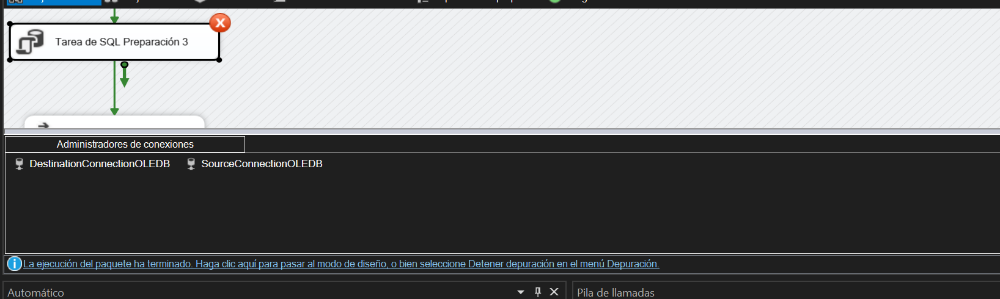 Tarea de SQL Preparación 3
Administradores de conexiones
DestinationConnectionOLEDB SourceConnectionOLEDB
La ejecución del paquete ha terminado. Haga clic aquí para pasar al modo de diseño, o bien seleccione Detener depuración en el menú Depuración.
Automático
Pila de llamadas